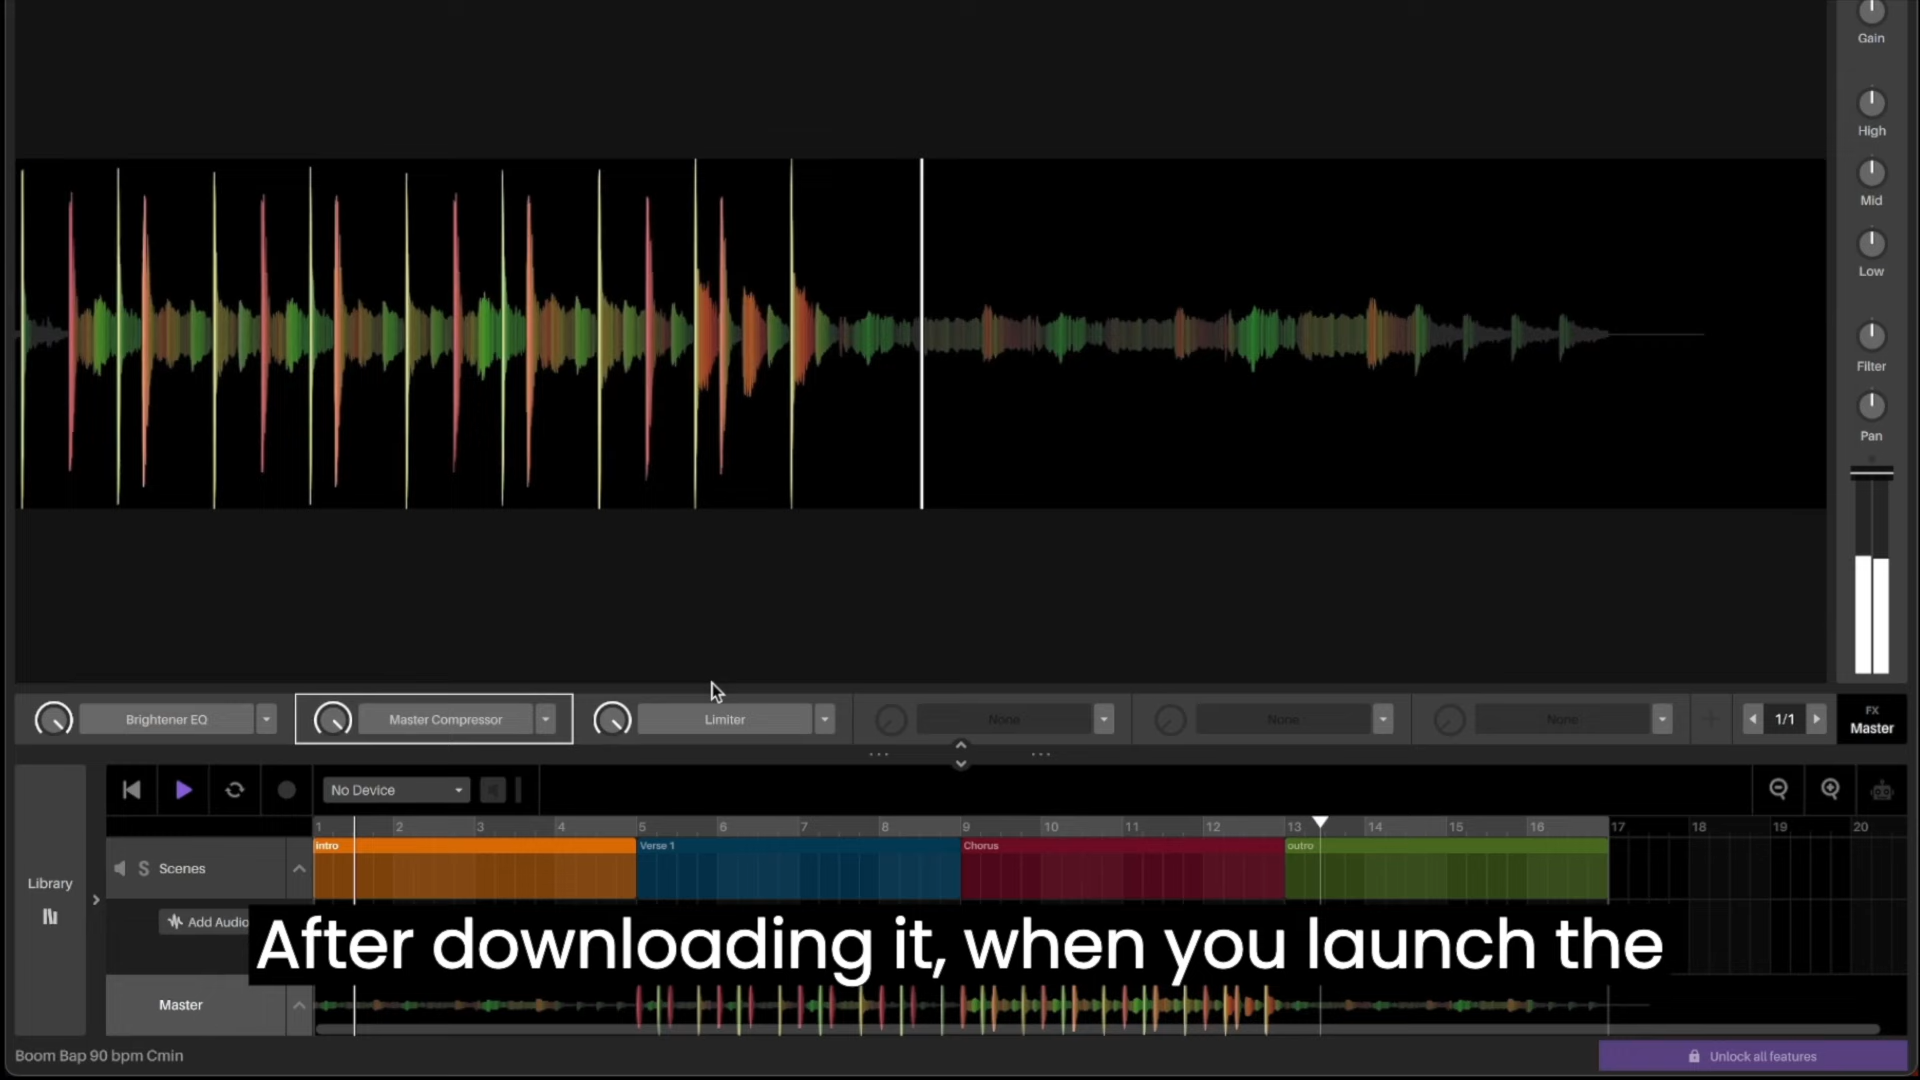 Gain
High
Mid
Low
Filter
Pan
Brightener EQ
Master Compressor
Limiter
None
None
None
1/1
FX
Master
No Device
1 2 3 4 5 6 7 8 9 10 11 12 13 14 15 16 17 18 19 20
intro Verse 1 Chorus outro
Library
S Scenes
Add Audio
After downloading it, when you launch the
Master
Boom Bap 90 bpm Cmin
Unlock all features